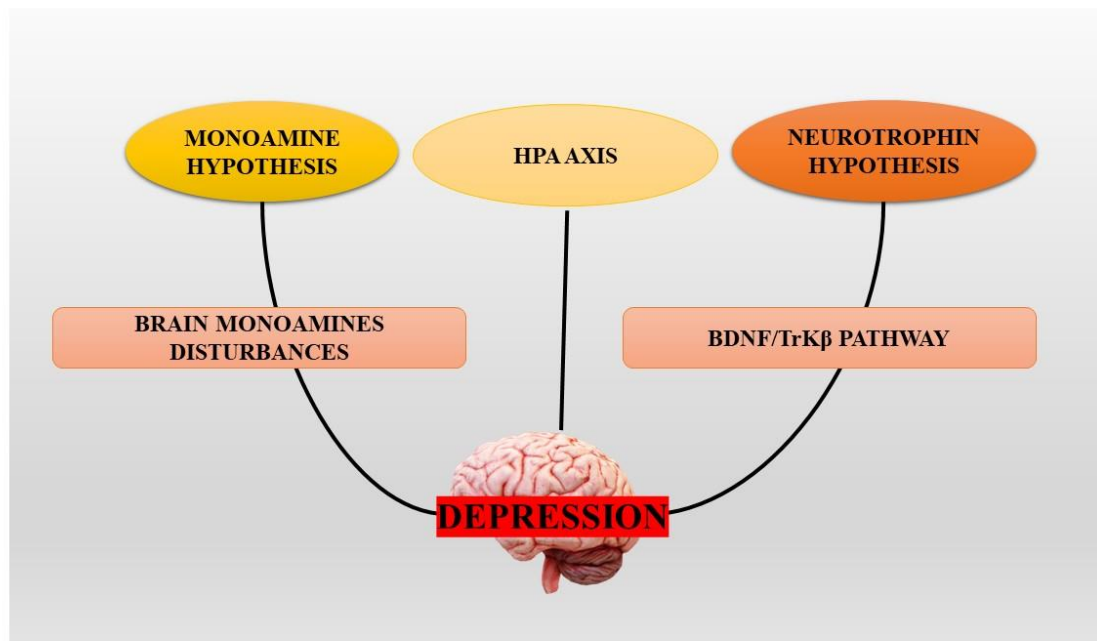 MONOAMINE
HYPOTHESIS
HPA AXIS
NEUROTROPHIN
HYPOTHESIS
BRAIN MONOAMINES
DISTURBANCES
BDNF/TrKβ PATHWAY
DEPRESSION